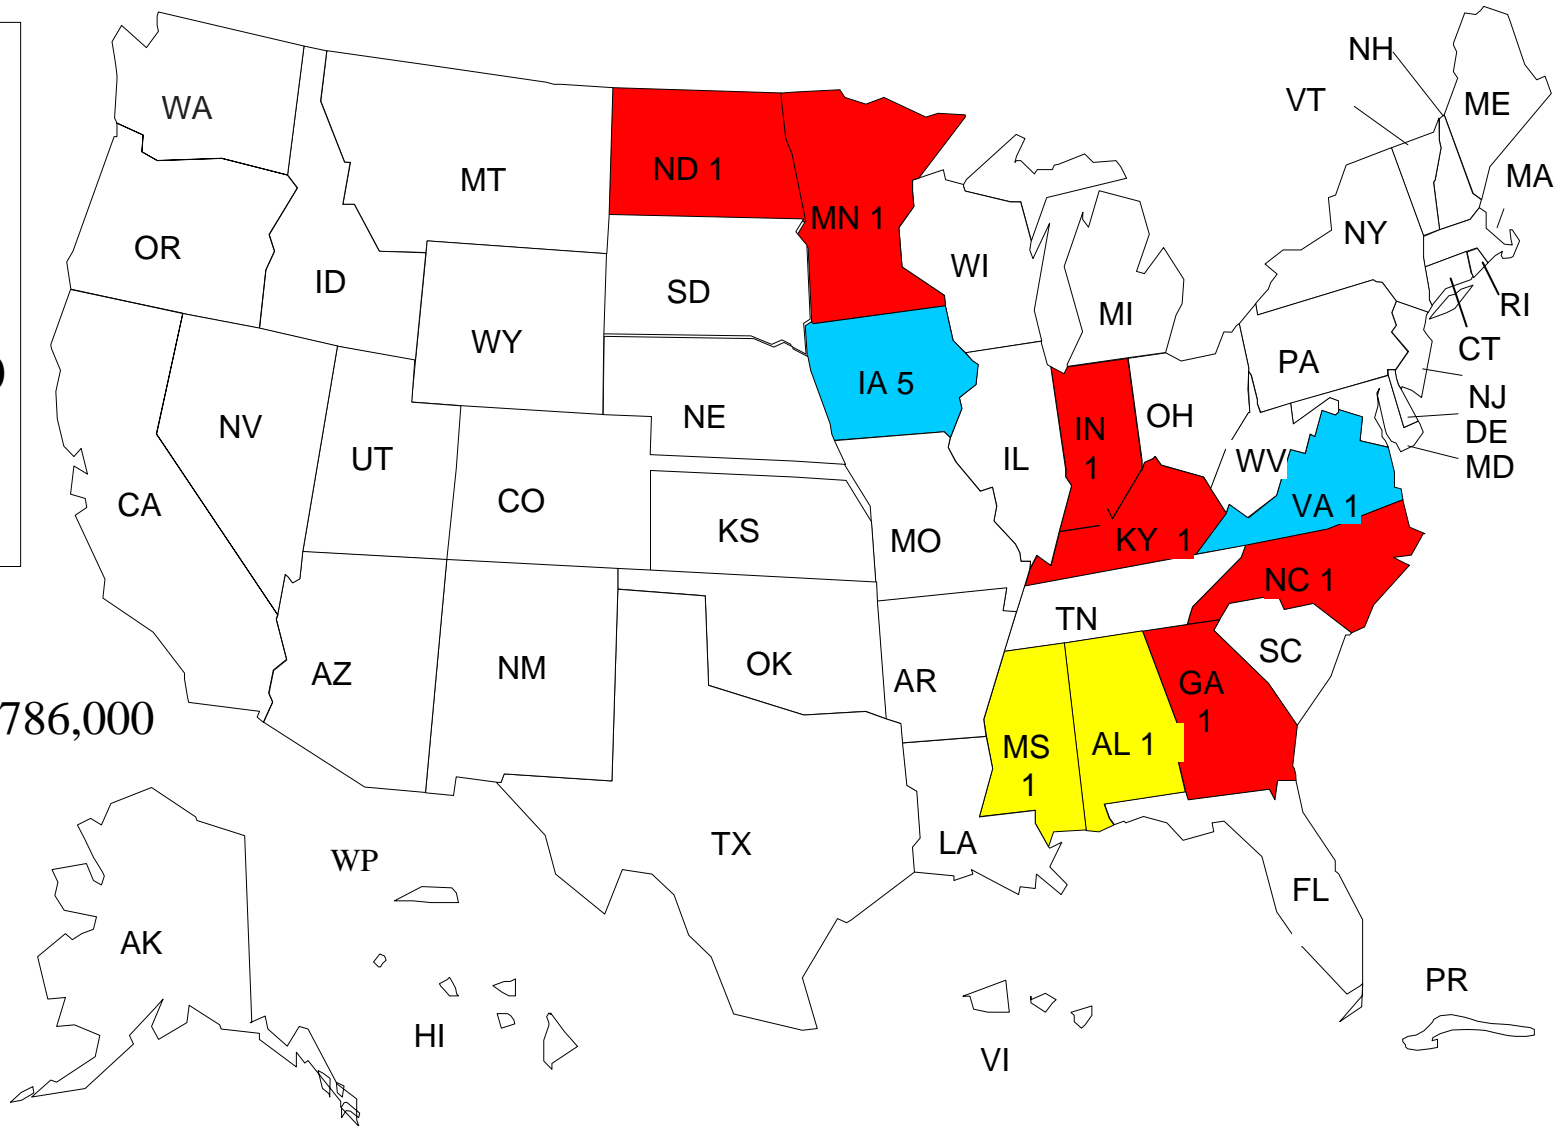 NH
VT
ME
WA
MA
MT
ND 1
MN 1
NY
OR
ID
WI
SD
MI
RI
WY
CT
PA
IA 5
NJ
NE
OH
NV
DE
IN
1
UT
IL
WV
MD
CO
CA
VA 1
KS
MO
KY 1
NC 1
TN
SC
OK
AZ
NM
AR
GA
1
786,000
MS
1
AL 1
TX
LA
WP
FL
AK
PR
HI
VI